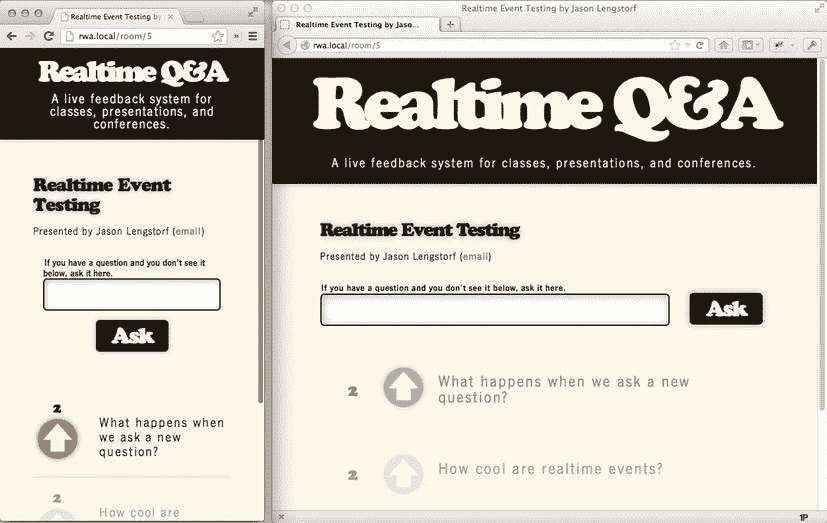 Realtime Event Testing by
rwa.local/room/5
Realtime Q&A
A live feedback system for
classes, presentations, and
conferences.
Realtime Event
Testing
Presented by Jason Lengstorf (email)
If you have a question and you don't see it
below, ask it here.
Ask
2
What happens when
we ask a new
question?
2
How cool are
Realtime Event Testing by Jason Lengstorf
Realtime Event Testing by Jaso...
rwa.local/room/5
Realtime Q&A
A live feedback system for classes, presentations, and conferences.
Realtime Event Testing
Presented by Jason Lengstorf (email)
If you have a question and you don't see it below, ask it here.
Ask
2
What happens when we ask a new
question?
2
How cool are realtime events?
1P